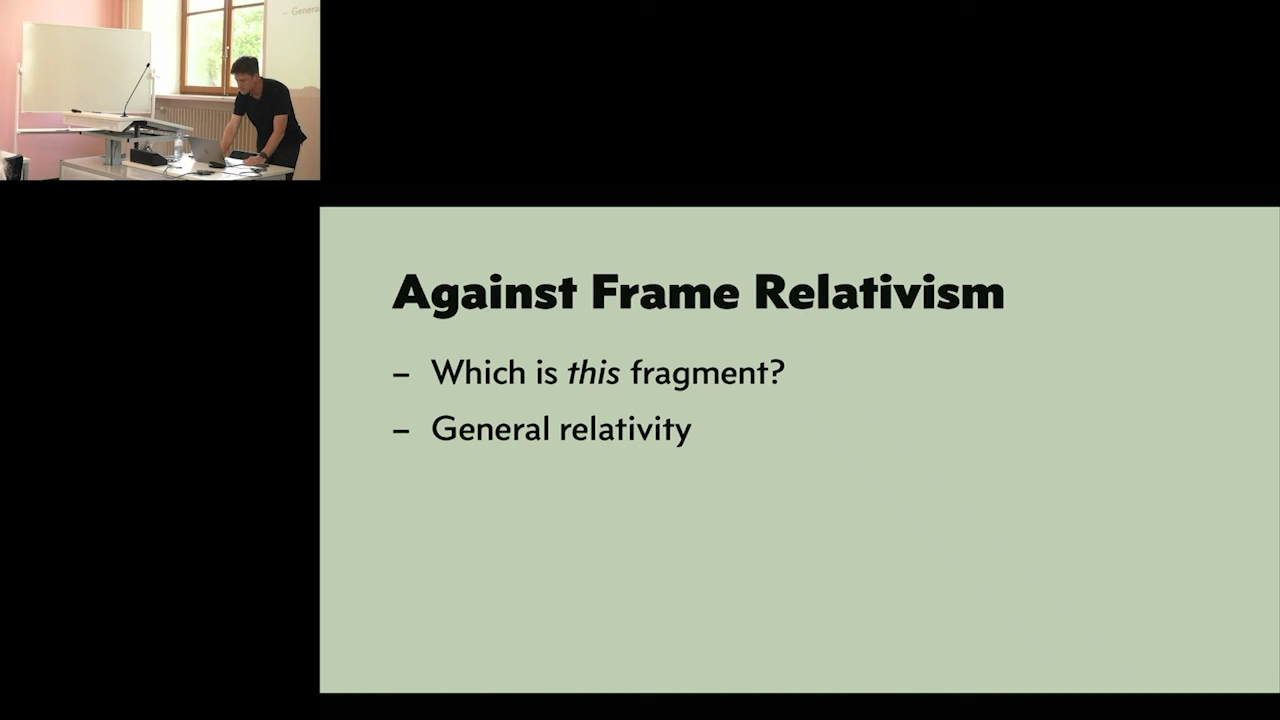 Against Frame Relativism
– Which is this fragment?
– General relativity